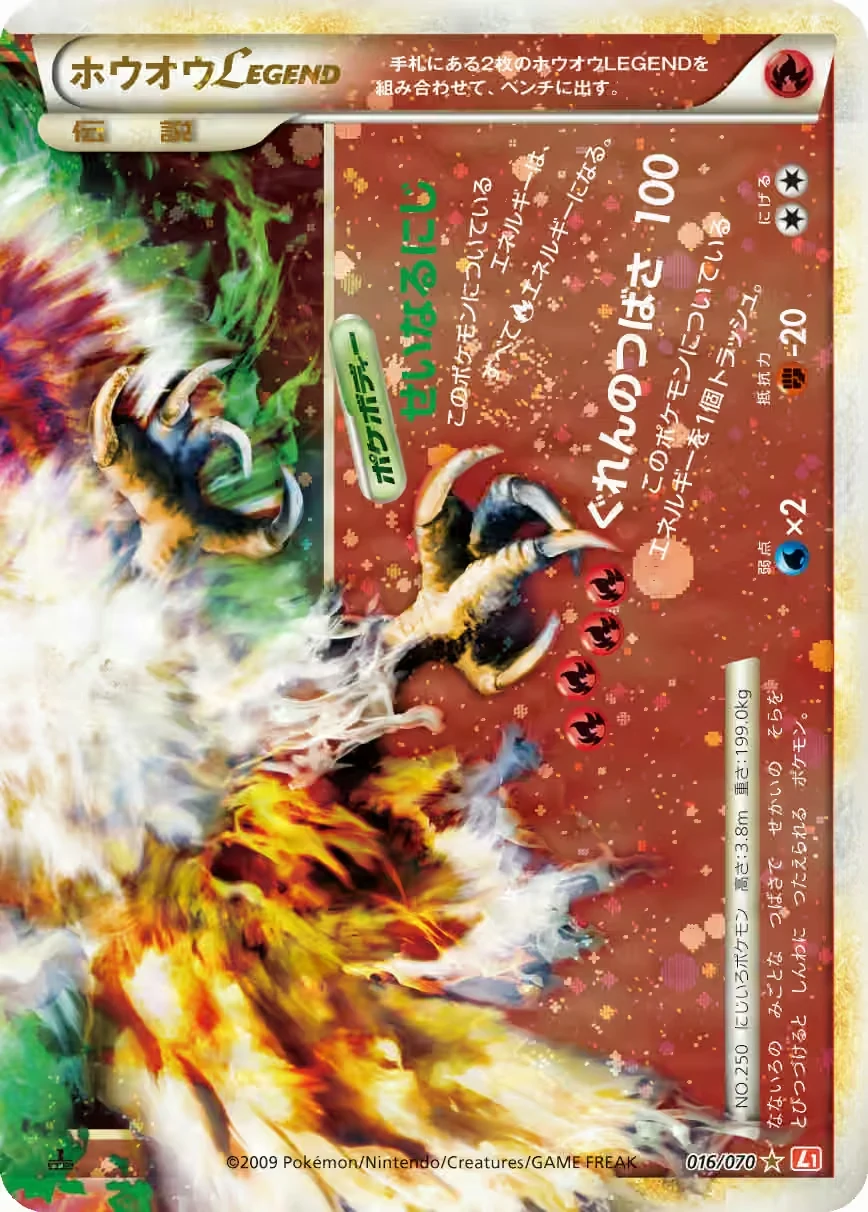 ホウオウLEGEND
手札にある2枚のホウオウLEGENDを
組み合わせて、ベンチに出す。
伝説
ポケボディー
せいなるにじ
このポケモンについている
エネルギーは、
すべて エネルギーになる。
ぐれんのつばさ 100
このポケモンについている
エネルギーを1個トラッシュ。
弱点 ×2
抵抗力 -20
にげる
NO.250 にじいろポケモン 高さ:3.8m 重さ:199.0kg
なないろの みごとな つばさで せかいの そらを
とびつづけると しんわに つたえられる ポケモン。
©2009 Pokémon/Nintendo/Creatures/GAME FREAK
016/070 L1